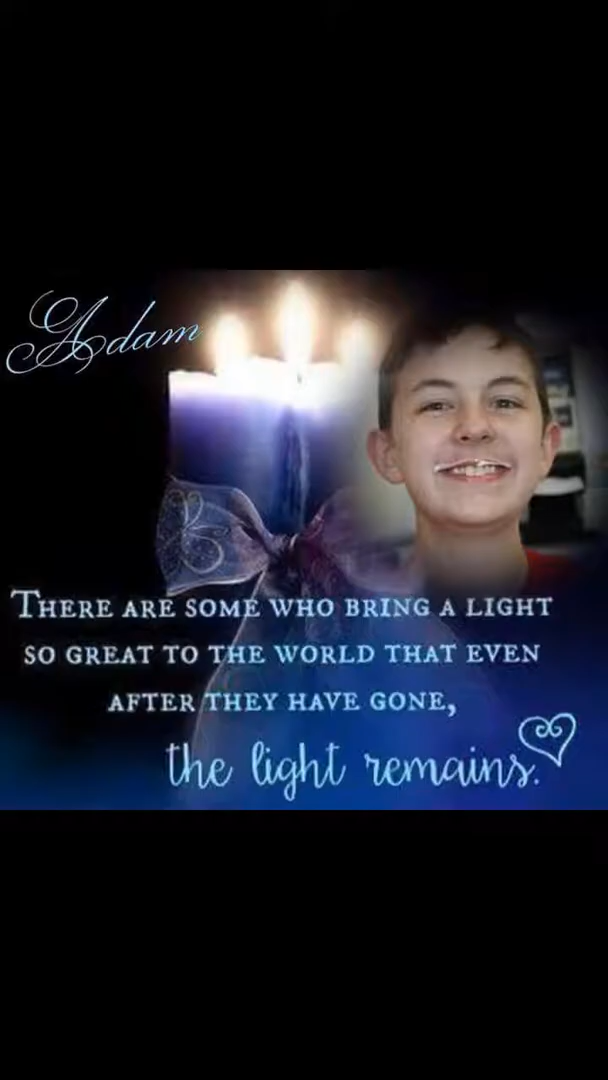 Adam
THERE ARE SOME WHO BRING A LIGHT
SO GREAT TO THE WORLD THAT EVEN
AFTER THEY HAVE GONE,
the light remains.